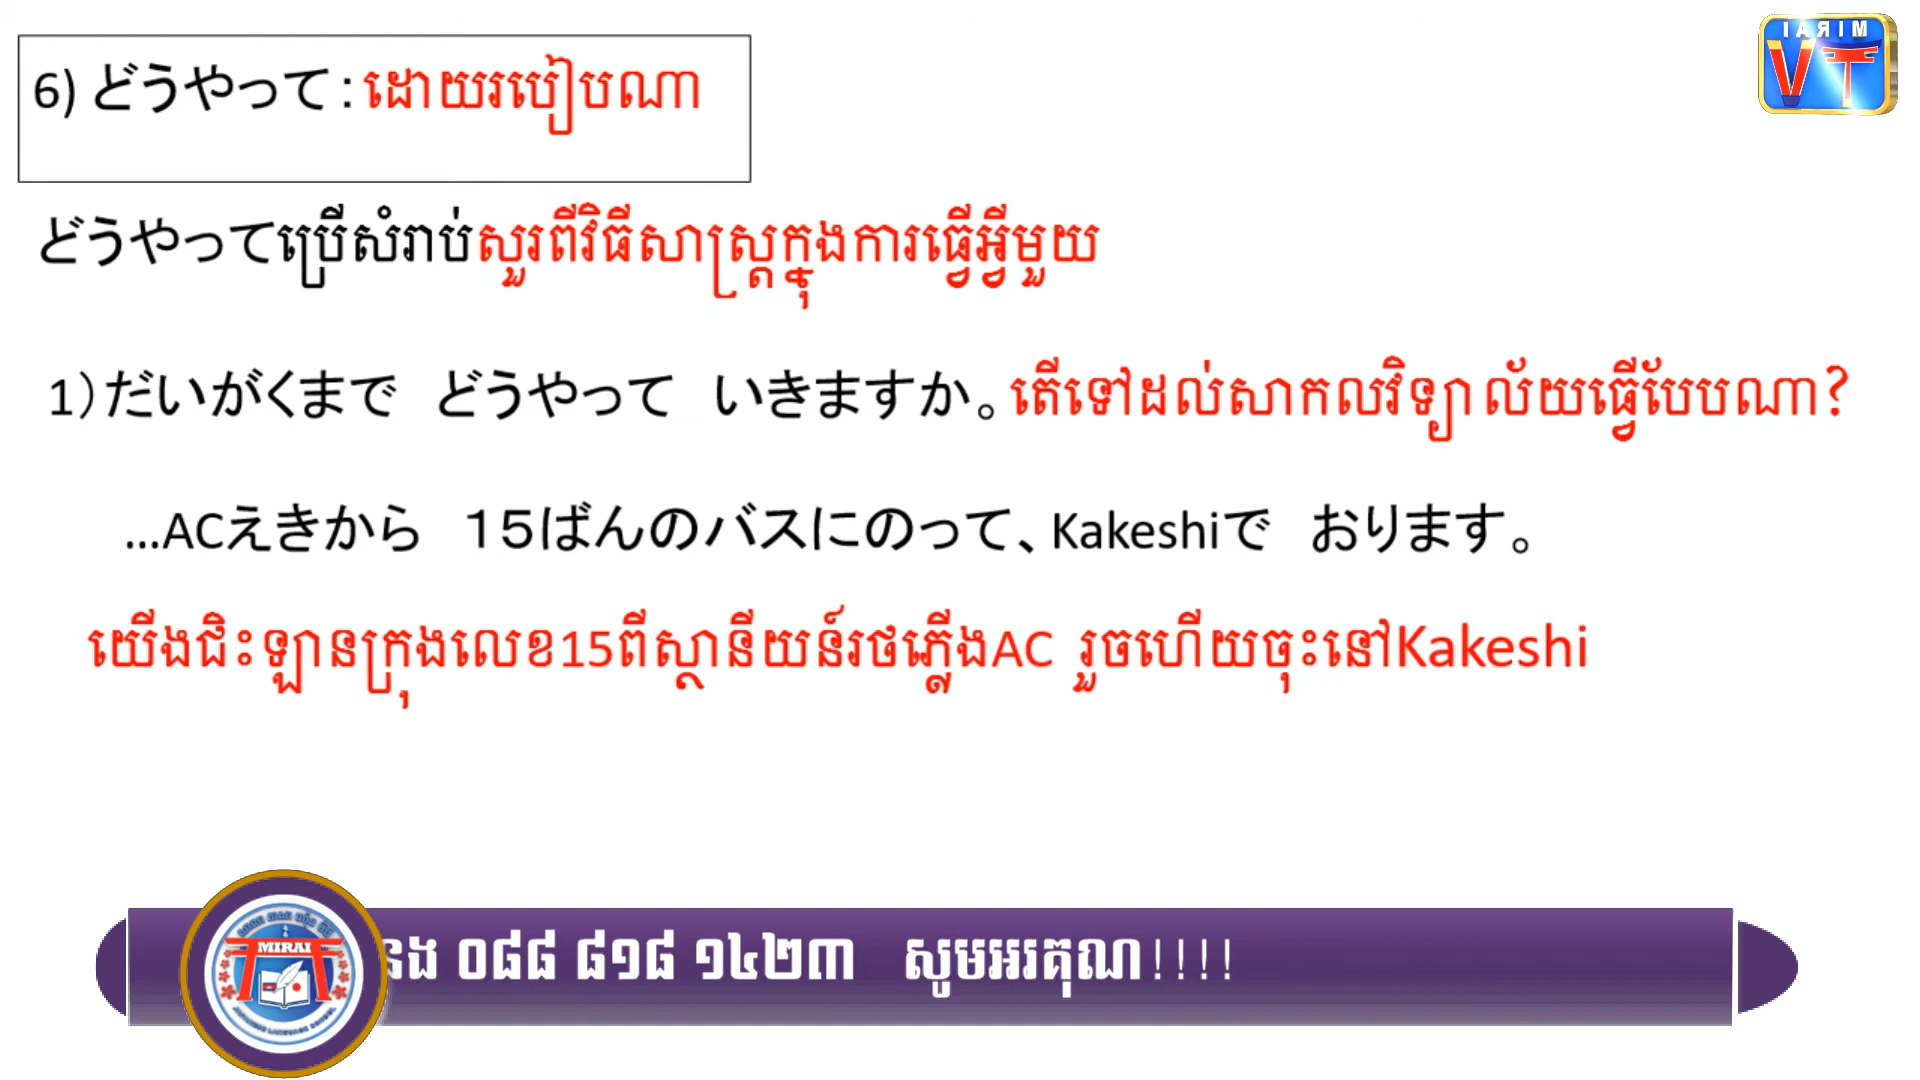 MIRAI
VT
6) どうやって：ដោយរបៀបណា
どうやってប្រើសំរាប់សួរពីវិធីសាស្ត្រក្នុងការធ្វើអ្វីមួយ
1）だいがくまで　どうやって　いきますか。តើទៅដល់សាកលវិទ្យាល័យធ្វើបែបណា?
...ACえきから　１５ばんのバスにのって、Kakeshiで　おります。
យើងជិះឡានក្រុងលេខ15ពីស្ថានីយន៍រថភ្លើងAC រួចហើយចុះនៅKakeshi
MIRAI
នង ០៨៨ ៨១៨ ១៤២៣ សូមអរគុណ!!!!